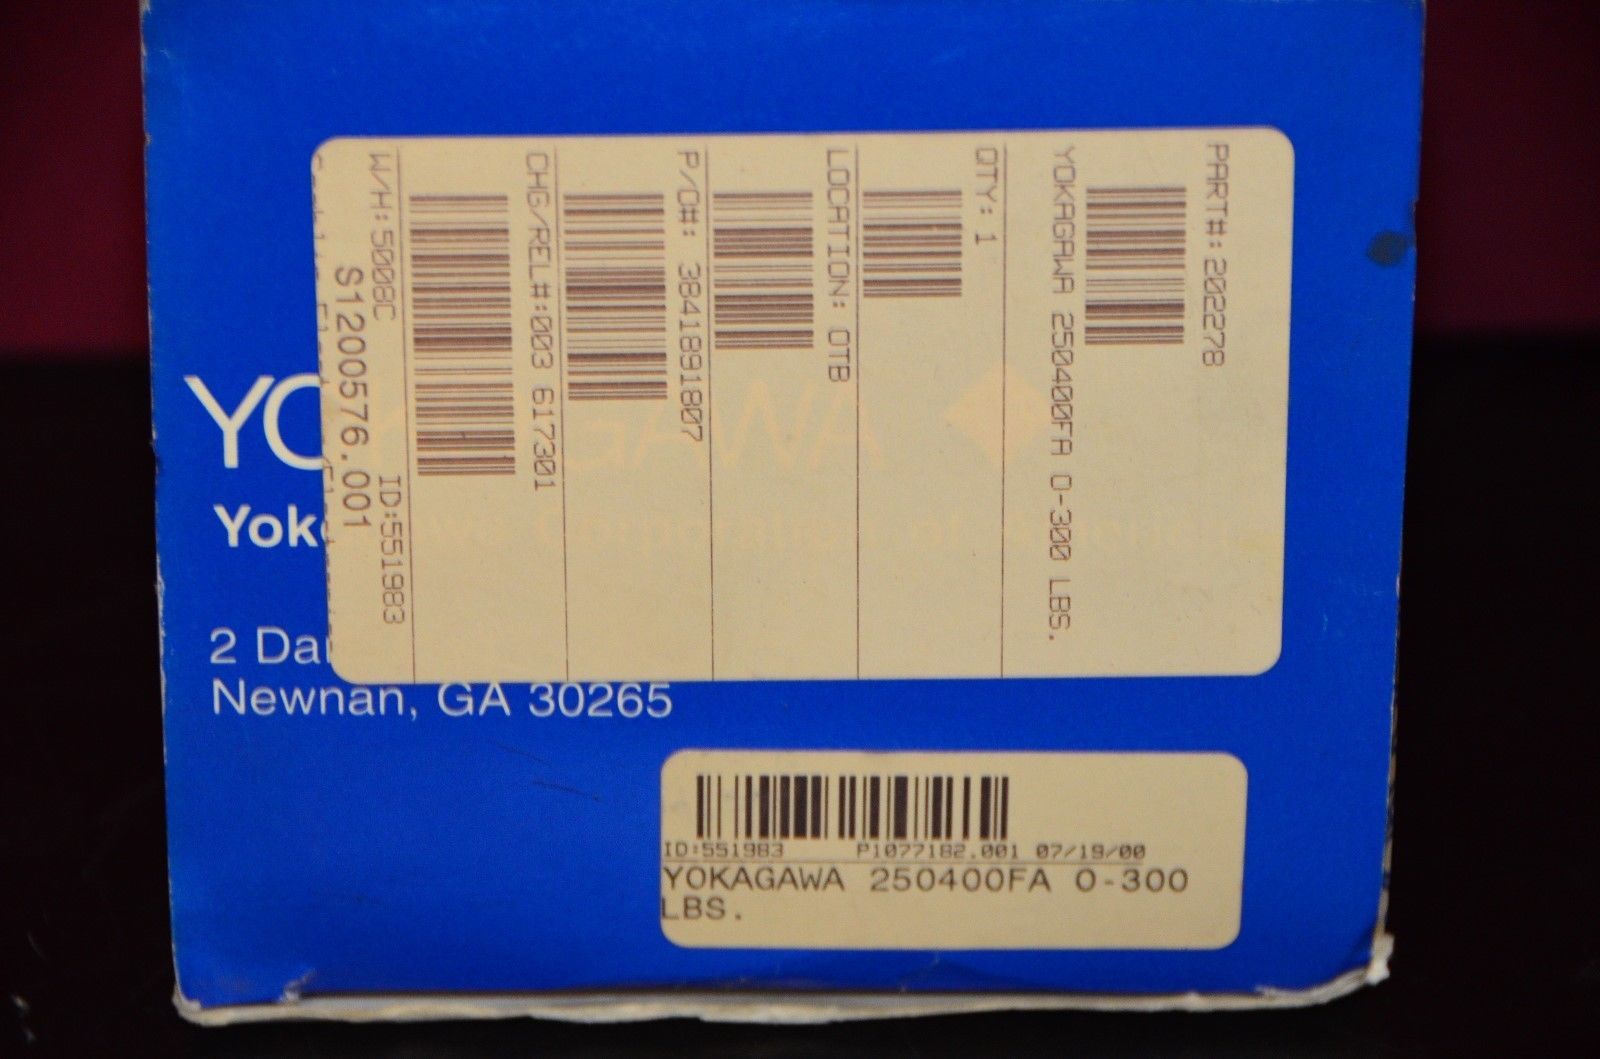 PART#:202278
YOKAGAWA 250400FA 0-300 LBS.
QTY: 1
LOCATION: OTB
P/O#: 3841891807
CHG/REL#:003 617301
W/H:5008C ID:551983
S1200576.001
YO GAWA
Yok
2 Da
Newnan, GA 30265
ID:551983 P1077182.001 07/19/00
YOKAGAWA 250400FA 0-300
LBS.